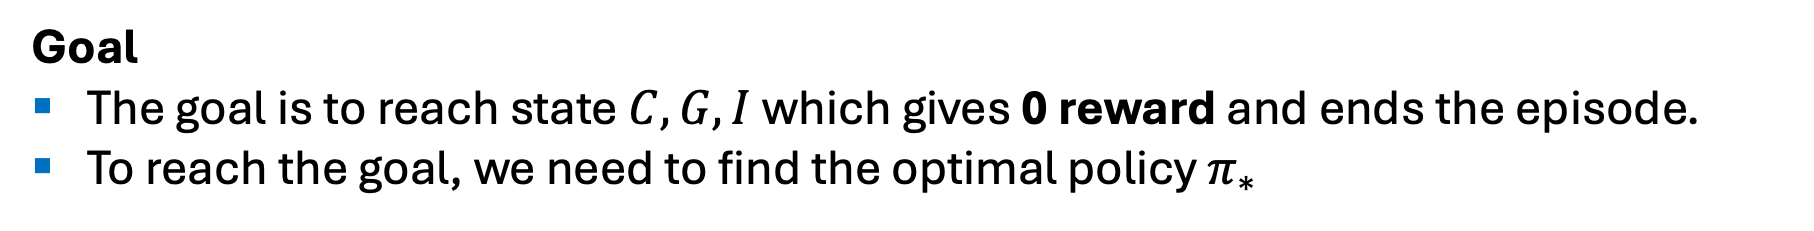 Goal
▪ The goal is to reach state C, G, I which gives 0 reward and ends the episode.
▪ To reach the goal, we need to find the optimal policy π∗